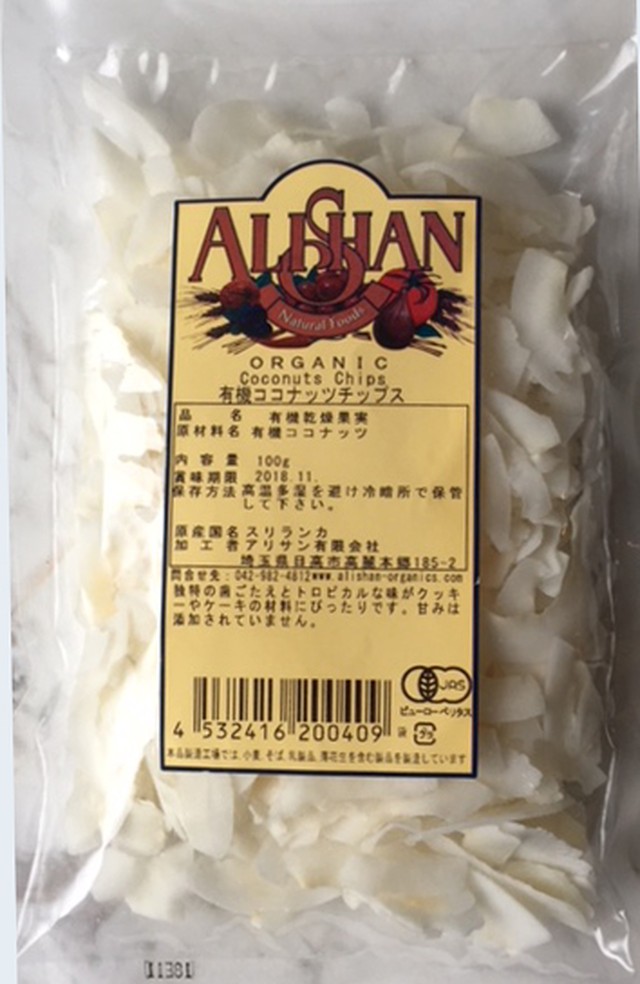 ALISHAN
Natural Foods
ORGANIC
Coconuts Chips
有機ココナッツチップス
品 名 有機乾燥果実
原材料名 有機ココナッツ
内容量 100g
賞味期限 2018.11.
保存方法 高温多湿を避け冷暗所で保管
して下さい。
原産国名 スリランカ
加工者 アリサン有限会社
埼玉県日高市高麗本郷185-2
問合せ先：042-982-4812 www.alishan-organics.com
独特の歯ごたえとトロピカルな味がクッキ
ーやケーキの材料にぴったりです。甘みは
添加されていません。
JAS
ビューローベリタス
4 532416 200409
袋 プラ
本品製造工場では、小麦、そば、乳製品、落花生を含む製品を製造しています
11381